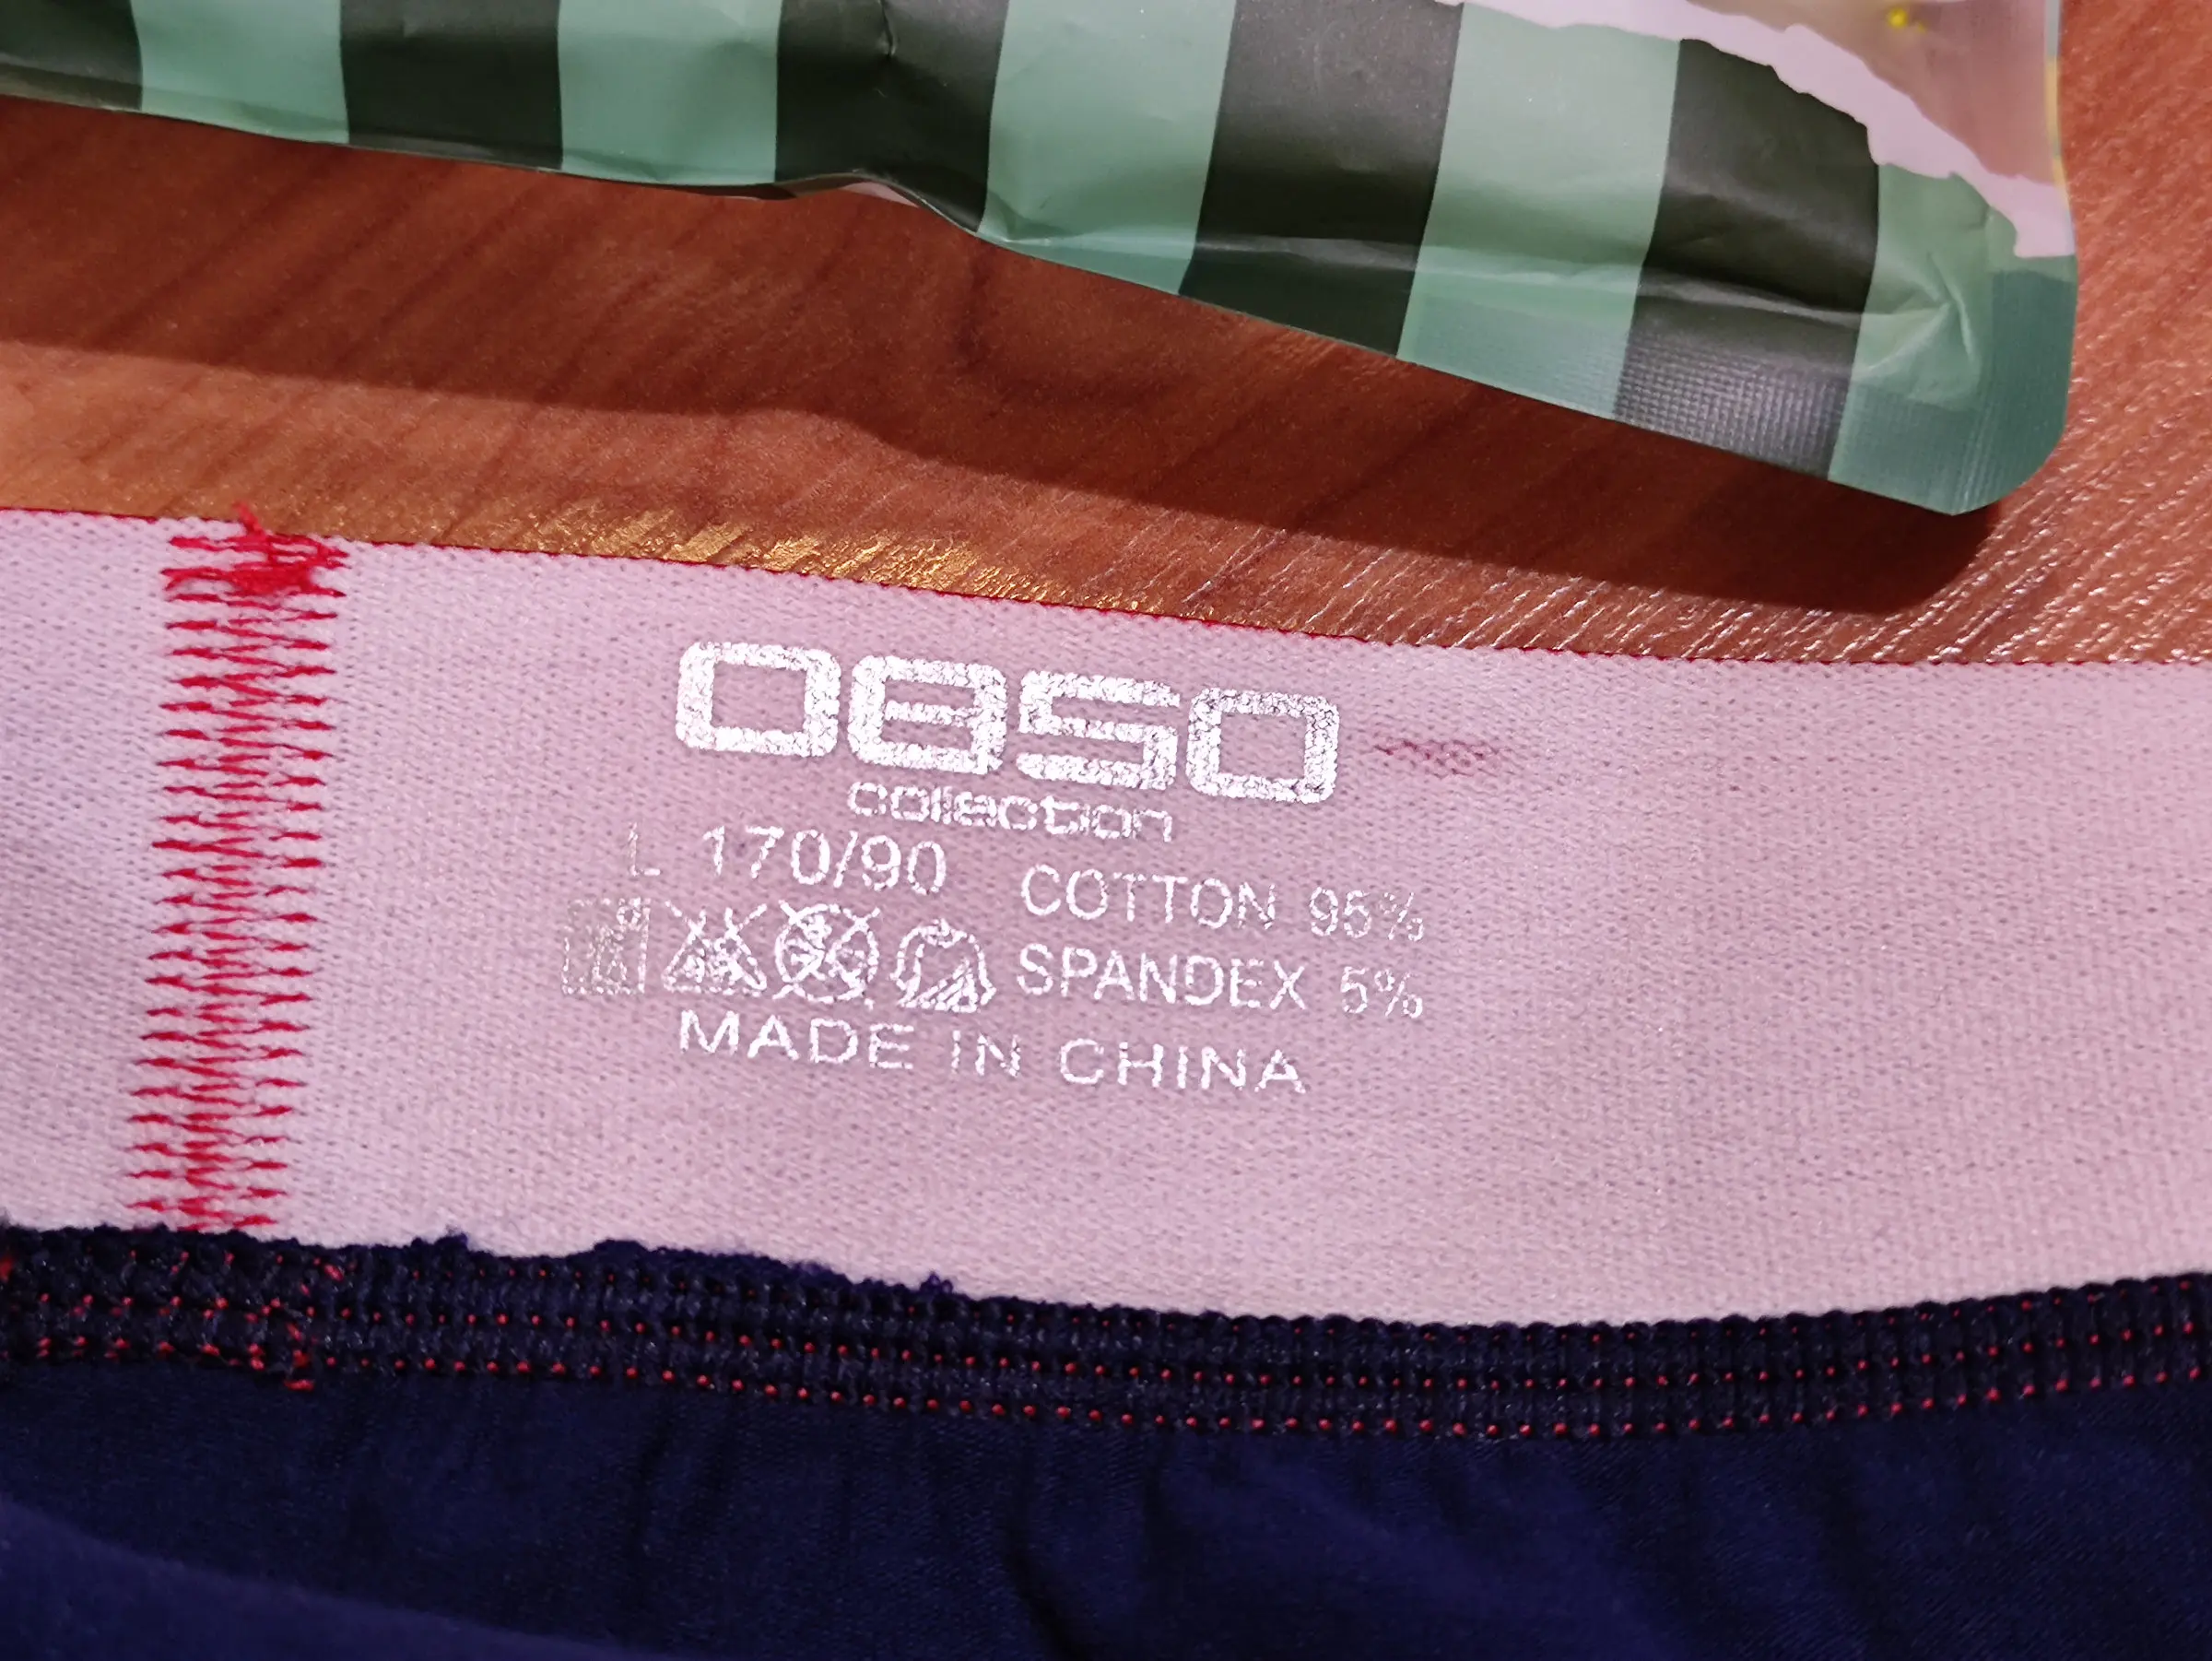 OBSO
collection
L 170/90 COTTON 95%
SPANDEX 5%
MADE IN CHINA